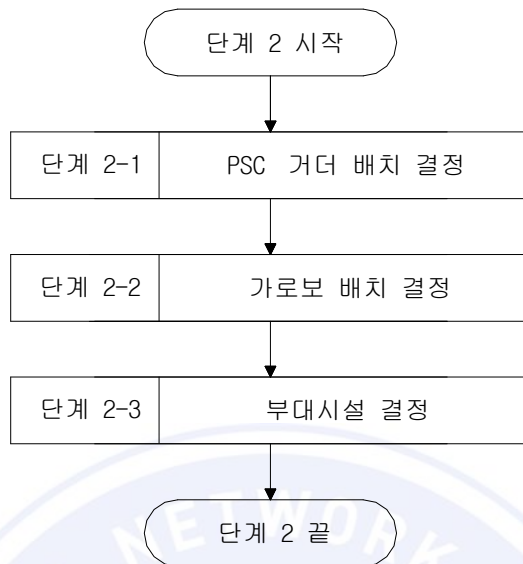 단계 2 시작
단계 2-1 PSC 거더 배치 결정
단계 2-2 가로보 배치 결정
단계 2-3 부대시설 결정
단계 2 끝
NETWORK